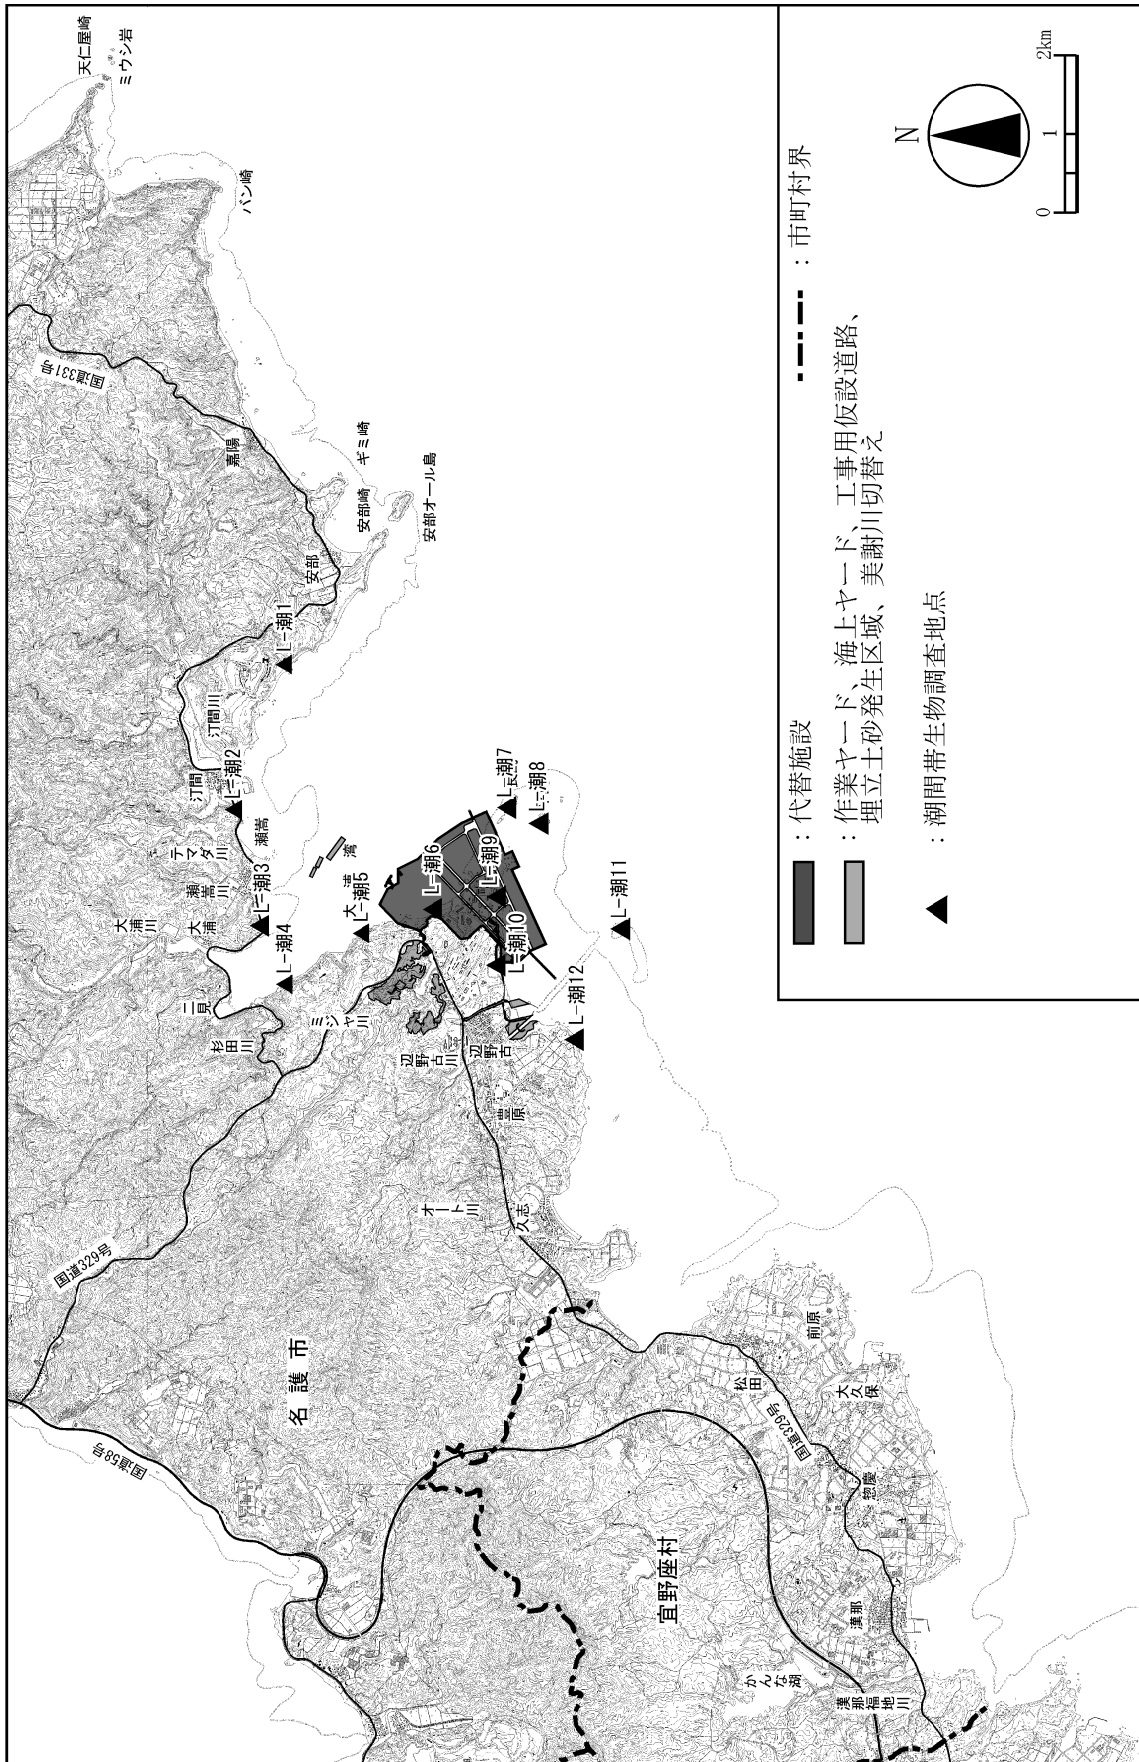 国道58号
国道329号
国道331号
名護市
宜野座村
天仁屋崎
ミウシ岩
バン崎
嘉陽
ギミ崎
安部崎
安部オール島
安部
L-潮1
汀間川
汀間
L-潮2
テマダ川
瀬嵩
瀬嵩川
L-潮3
大浦川
大浦
L-潮4
二見
杉田川
大浦湾
L-潮5
ミジャ川
L-潮6
L-潮7
L-潮8
L-潮9
L-潮10
L-潮11
L-潮12
辺野古川
辺野古
豊原
オート川
久志
松田
前原
大久保
国道329号
惣慶
漢那
かんな湖
漢那福地川
：代替施設
：市町村界
：作業ヤード、海上ヤード、工事用仮設道路、
埋立土砂発生区域、美謝川切替え
：潮間帯生物調査地点
N
0 1 2km